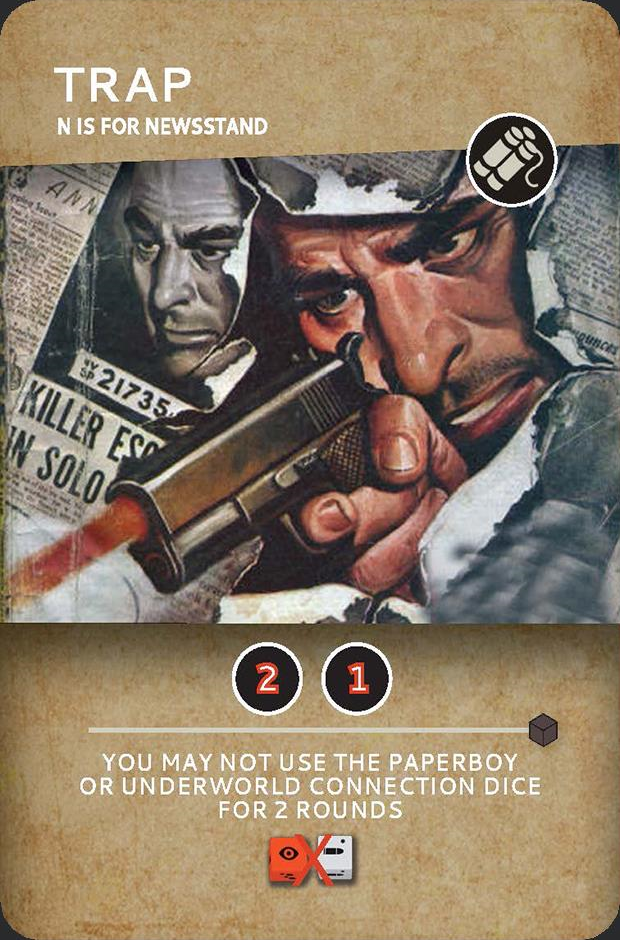 TRAP
N IS FOR NEWSSTAND
ANN
21735
KILLER ESC
IN SOLO
2 1
YOU MAY NOT USE THE PAPERBOY
OR UNDERWORLD CONNECTION DICE
FOR 2 ROUNDS